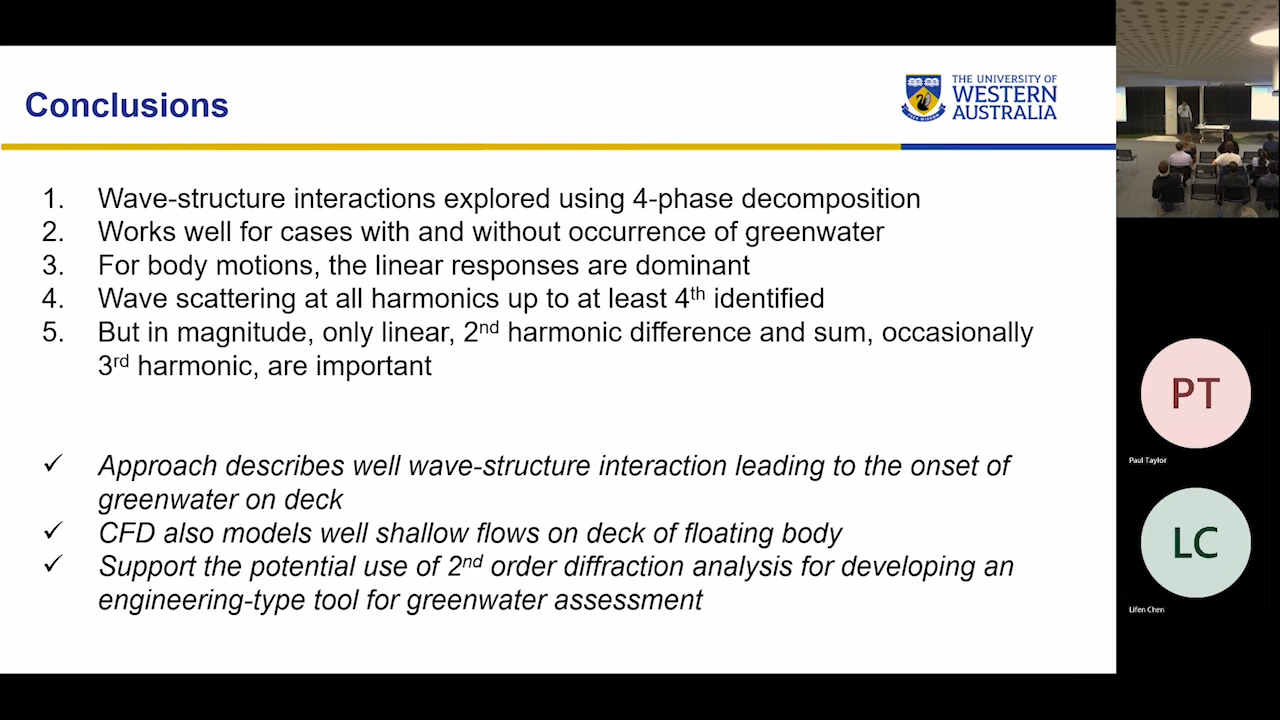 Conclusions
THE UNIVERSITY OF
WESTERN
AUSTRALIA
1. Wave-structure interactions explored using 4-phase decomposition
2. Works well for cases with and without occurrence of greenwater
3. For body motions, the linear responses are dominant
4. Wave scattering at all harmonics up to at least 4th identified
5. But in magnitude, only linear, 2nd harmonic difference and sum, occasionally
3rd harmonic, are important
✓ Approach describes well wave-structure interaction leading to the onset of
greenwater on deck
✓ CFD also models well shallow flows on deck of floating body
✓ Support the potential use of 2nd order diffraction analysis for developing an
engineering-type tool for greenwater assessment
PT
Paul Taylor
LC
Lifen Chen